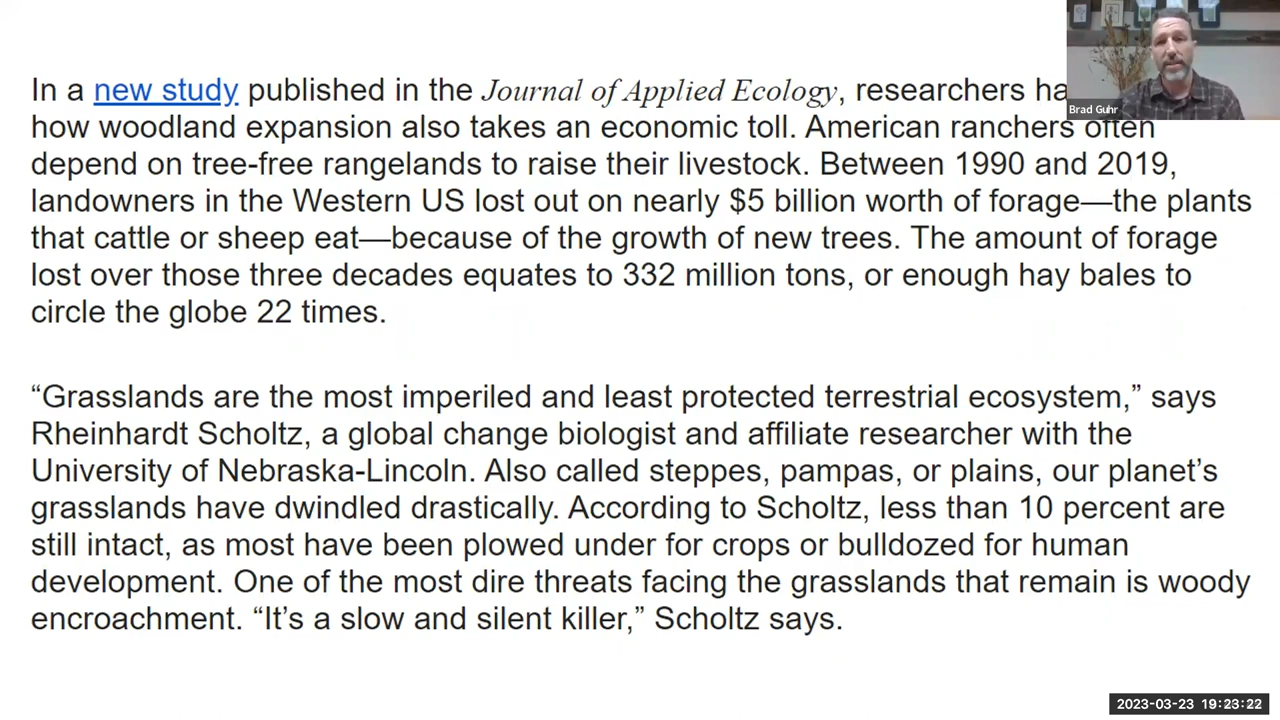 In a new study published in the Journal of Applied Ecology, researchers
how woodland expansion also takes an economic toll. American ranchers often
depend on tree-free rangelands to raise their livestock. Between 1990 and 2019,
landowners in the Western US lost out on nearly $5 billion worth of forage—the plants
that cattle or sheep eat—because of the growth of new trees. The amount of forage
lost over those three decades equates to 332 million tons, or enough hay bales to
circle the globe 22 times.
“Grasslands are the most imperiled and least protected terrestrial ecosystem,” says
Rheinhardt Scholtz, a global change biologist and affiliate researcher with the
University of Nebraska-Lincoln. Also called steppes, pampas, or plains, our planet’s
grasslands have dwindled drastically. According to Scholtz, less than 10 percent are
still intact, as most have been plowed under for crops or bulldozed for human
development. One of the most dire threats facing the grasslands that remain is woody
encroachment. “It’s a slow and silent killer,” Scholtz says.
Brad Guhr
2023-03-23 19:23:22